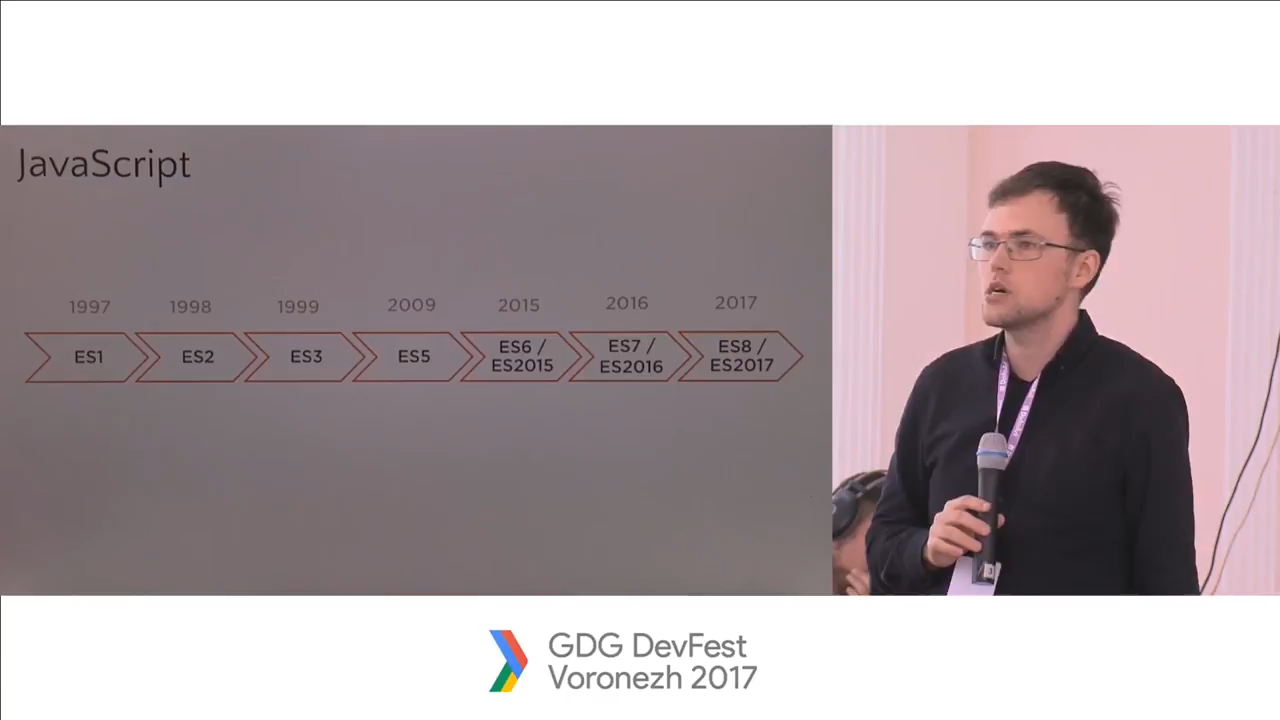 JavaScript
1997 1998 1999 2009 2015 2016 2017
ES1 ES2 ES3 ES5 ES6 / ES2015 ES7 / ES2016 ES8 / ES2017
GDG DevFest
Voronezh 2017